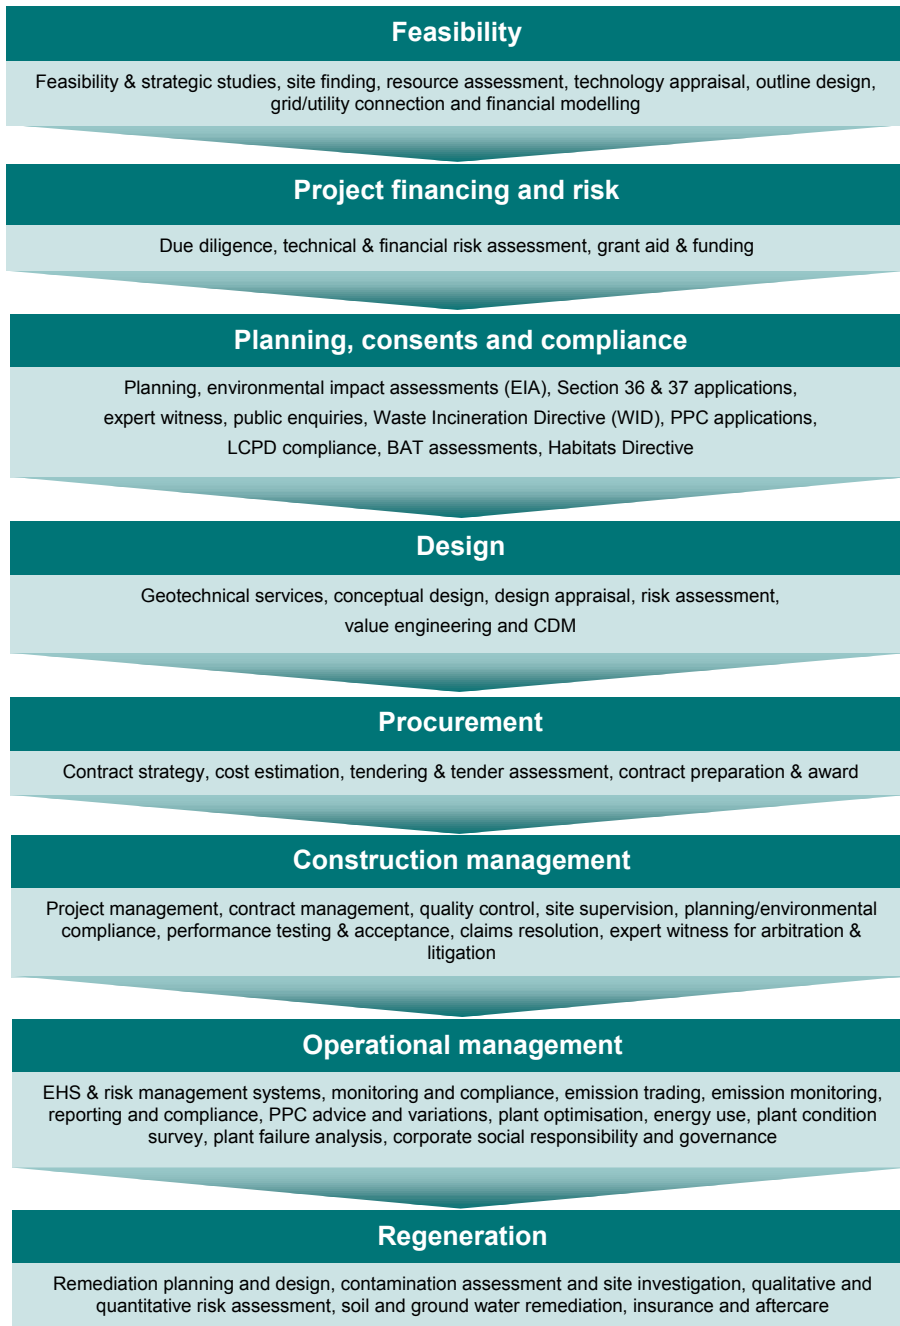 Feasibility
Feasibility & strategic studies, site finding, resource assessment, technology appraisal, outline design,
grid/utility connection and financial modelling
Project financing and risk
Due diligence, technical & financial risk assessment, grant aid & funding
Planning, consents and compliance
Planning, environmental impact assessments (EIA), Section 36 & 37 applications,
expert witness, public enquiries, Waste Incineration Directive (WID), PPC applications,
LCPD compliance, BAT assessments, Habitats Directive
Design
Geotechnical services, conceptual design, design appraisal, risk assessment,
value engineering and CDM
Procurement
Contract strategy, cost estimation, tendering & tender assessment, contract preparation & award
Construction management
Project management, contract management, quality control, site supervision, planning/environmental
compliance, performance testing & acceptance, claims resolution, expert witness for arbitration &
litigation
Operational management
EHS & risk management systems, monitoring and compliance, emission trading, emission monitoring,
reporting and compliance, PPC advice and variations, plant optimisation, energy use, plant condition
survey, plant failure analysis, corporate social responsibility and governance
Regeneration
Remediation planning and design, contamination assessment and site investigation, qualitative and
quantitative risk assessment, soil and ground water remediation, insurance and aftercare